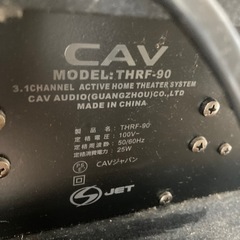 CAV
MODEL: THRF-90
3.1CHANNEL ACTIVE HOME THEATER SYSTEM
CAV AUDIO(GUANGZHOU)CO.,LTD
MADE IN CHINA
製品名: THRF-90
定格電圧: 100V~
定格周波数: 50/60Hz
定格消費電力: 25W
CAVジャパン
PS E
S JET